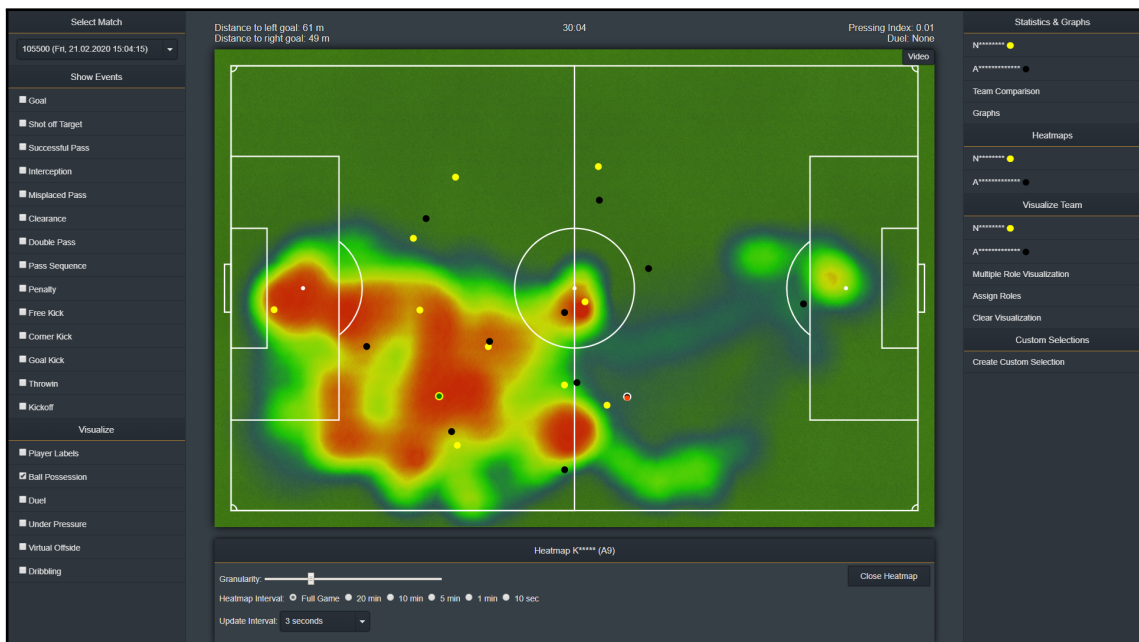 Select Match
105500 (Fri, 21.02.2020 15:04:15)
Show Events
Goal
Shot off Target
Successful Pass
Interception
Misplaced Pass
Clearance
Double Pass
Pass Sequence
Penalty
Free Kick
Corner Kick
Goal Kick
Throwin
Kickoff
Visualize
Player Labels
Ball Possession
Duel
Under Pressure
Virtual Offside
Dribbling
Distance to left goal: 61 m
Distance to right goal: 49 m
30:04
Pressing Index: 0.01
Duel: None
Video
Heatmap K***** (A9)
Granularity:
Close Heatmap
Heatmap Interval: Full Game 20 min 10 min 5 min 1 min 10 sec
Update Interval: 3 seconds
Statistics & Graphs
N********
A*************
Team Comparison
Graphs
Heatmaps
N********
A*************
Visualize Team
N********
A*************
Multiple Role Visualization
Assign Roles
Clear Visualization
Custom Selections
Create Custom Selection